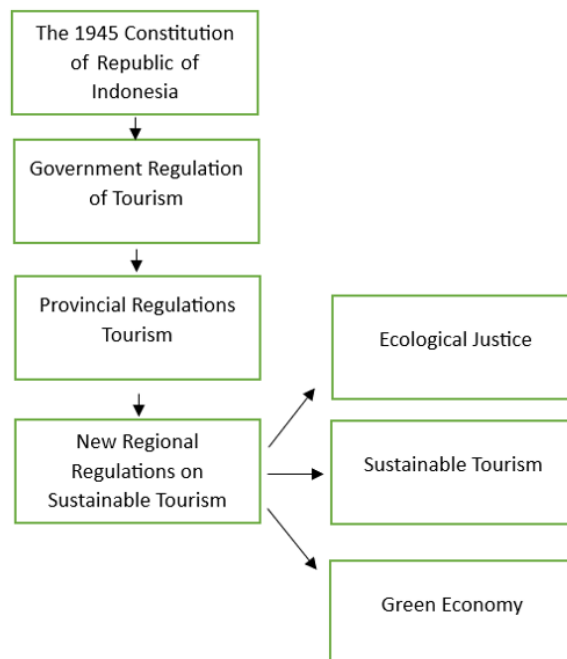 The 1945 Constitution
of Republic of
Indonesia
Government Regulation
of Tourism
Provincial Regulations
Tourism
New Regional
Regulations on
Sustainable Tourism
Ecological Justice
Sustainable Tourism
Green Economy